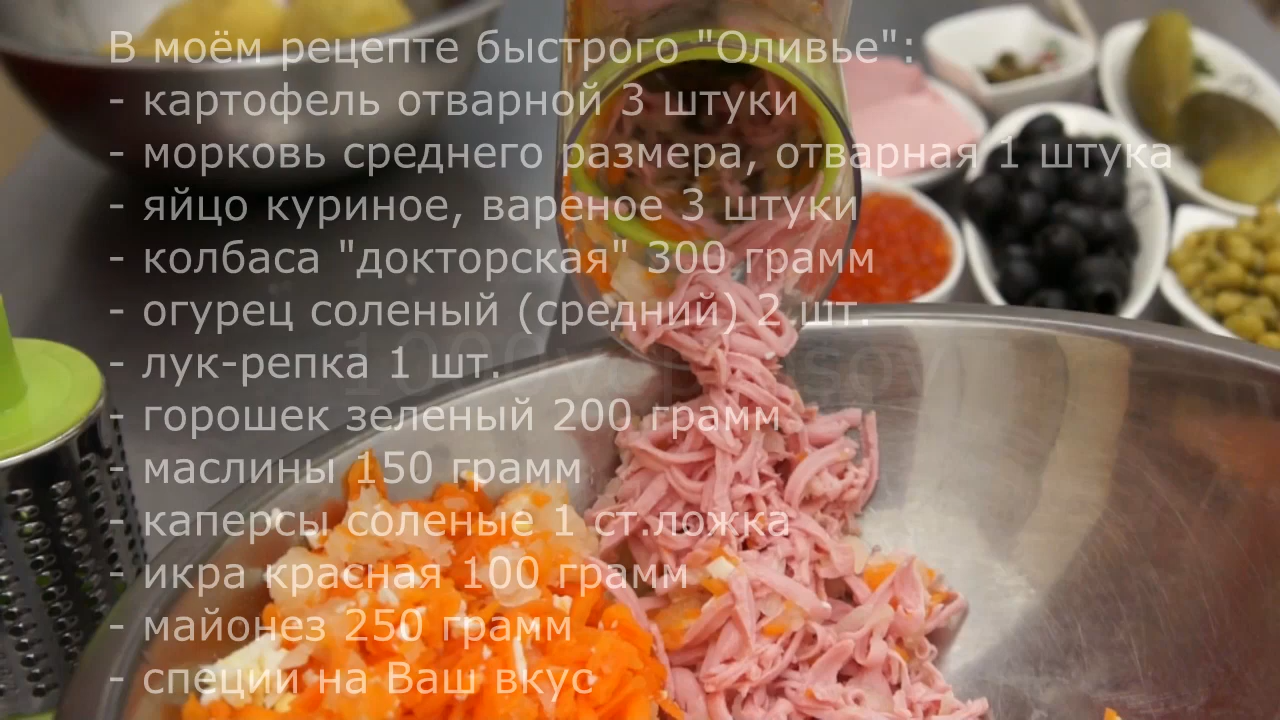 В моём рецепте быстрого "Оливье":
- картофель отварной 3 штуки
- морковь среднего размера, отварная 1 штука
- яйцо куриное, вареное 3 штуки
- колбаса "докторская" 300 грамм
- огурец соленый (средний) 2 шт.
- лук-репка 1 шт.
- горошек зеленый 200 грамм
- маслины 150 грамм
- каперсы соленые 1 ст.ложка
- икра красная 100 грамм
- майонез 250 грамм
- специи на Ваш вкус